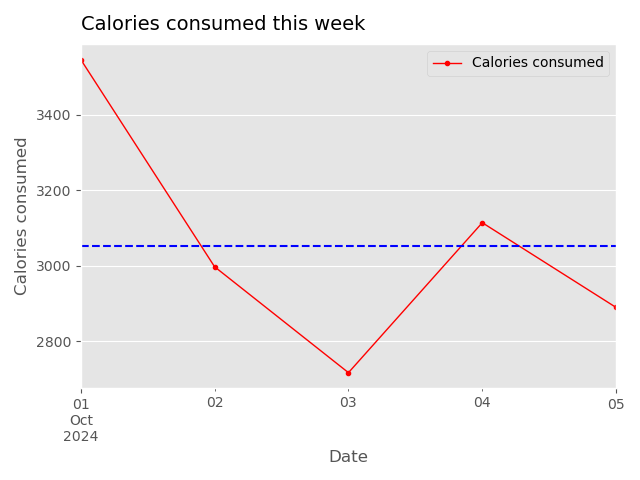 Calories consumed this week
Calories consumed
3400
3200
3000
2800
Calories consumed
01
Oct
2024
02
03
04
05
Date